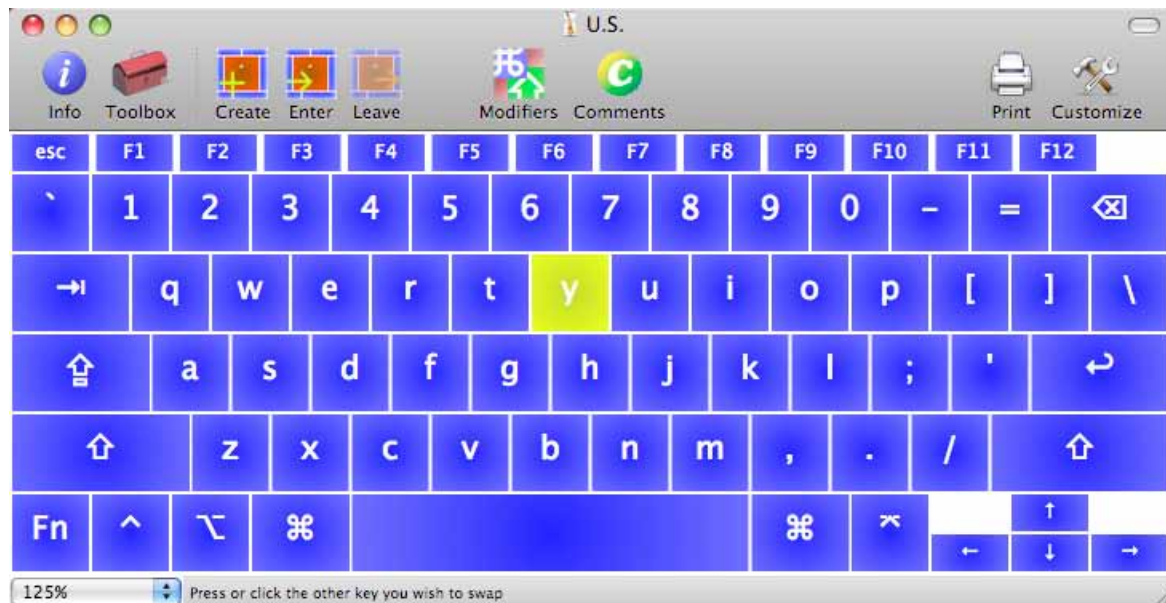 U.S.
Info Toolbox Create Enter Leave Modifiers Comments Print Customize
esc F1 F2 F3 F4 F5 F6 F7 F8 F9 F10 F11 F12
` 1 2 3 4 5 6 7 8 9 0 - = ⌫
⇥ q w e r t y u i o p [ ] \
⇪ a s d f g h j k l ; ' ↩
⇧ z x c v b n m , . / ⇧
Fn ^ ⌥ ⌘ ⌘ ⌤ ↑
← ↓ →
125% Press or click the other key you wish to swap